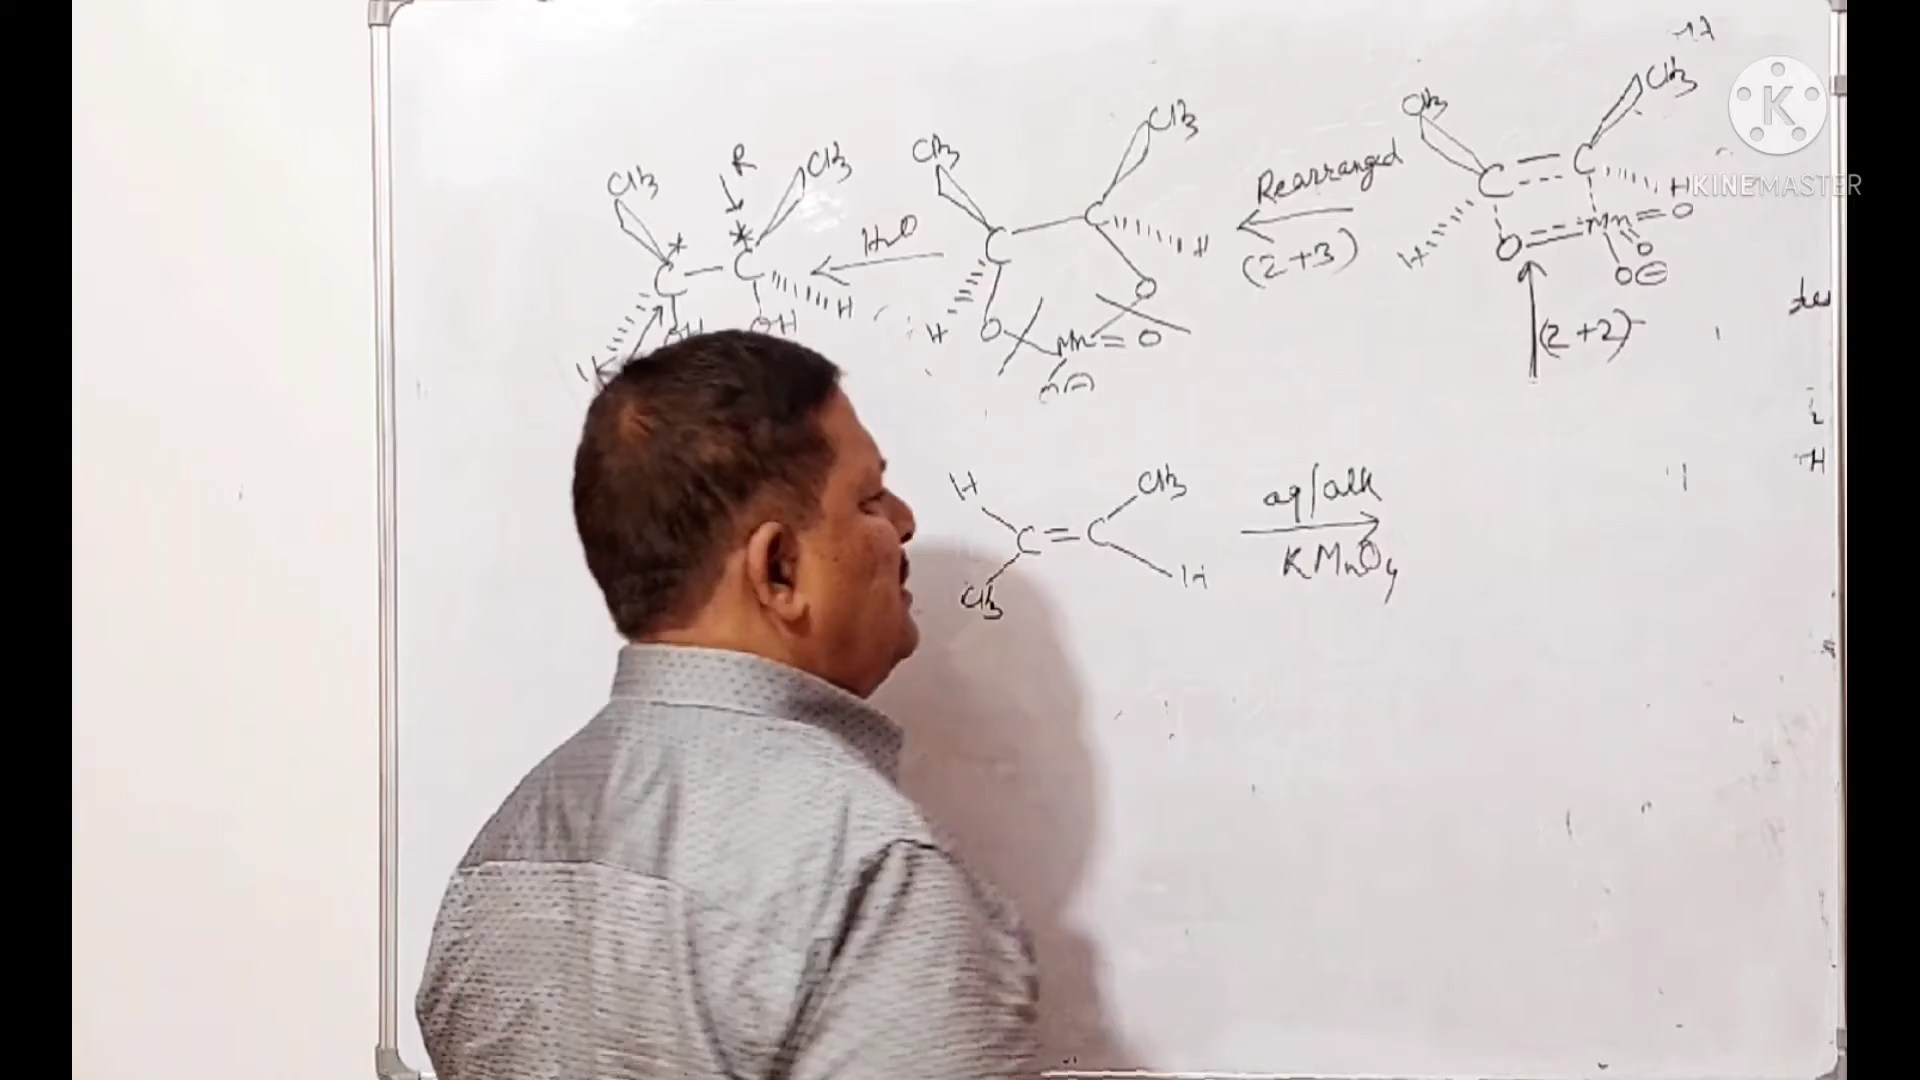 CH3
CH3
C
C
H
H
O
Mn=O
O
O⊖
(2+2)
Rearranged
(2+3)
CH3
CH3
C
C
H
H
O
O
Mn=O
H2O
R
CH3
CH3
*
*
C
C
H
OH
OH
H
CH3
C=C
CH3
H
aq/alk
KMnO4
K
KINEMASTER